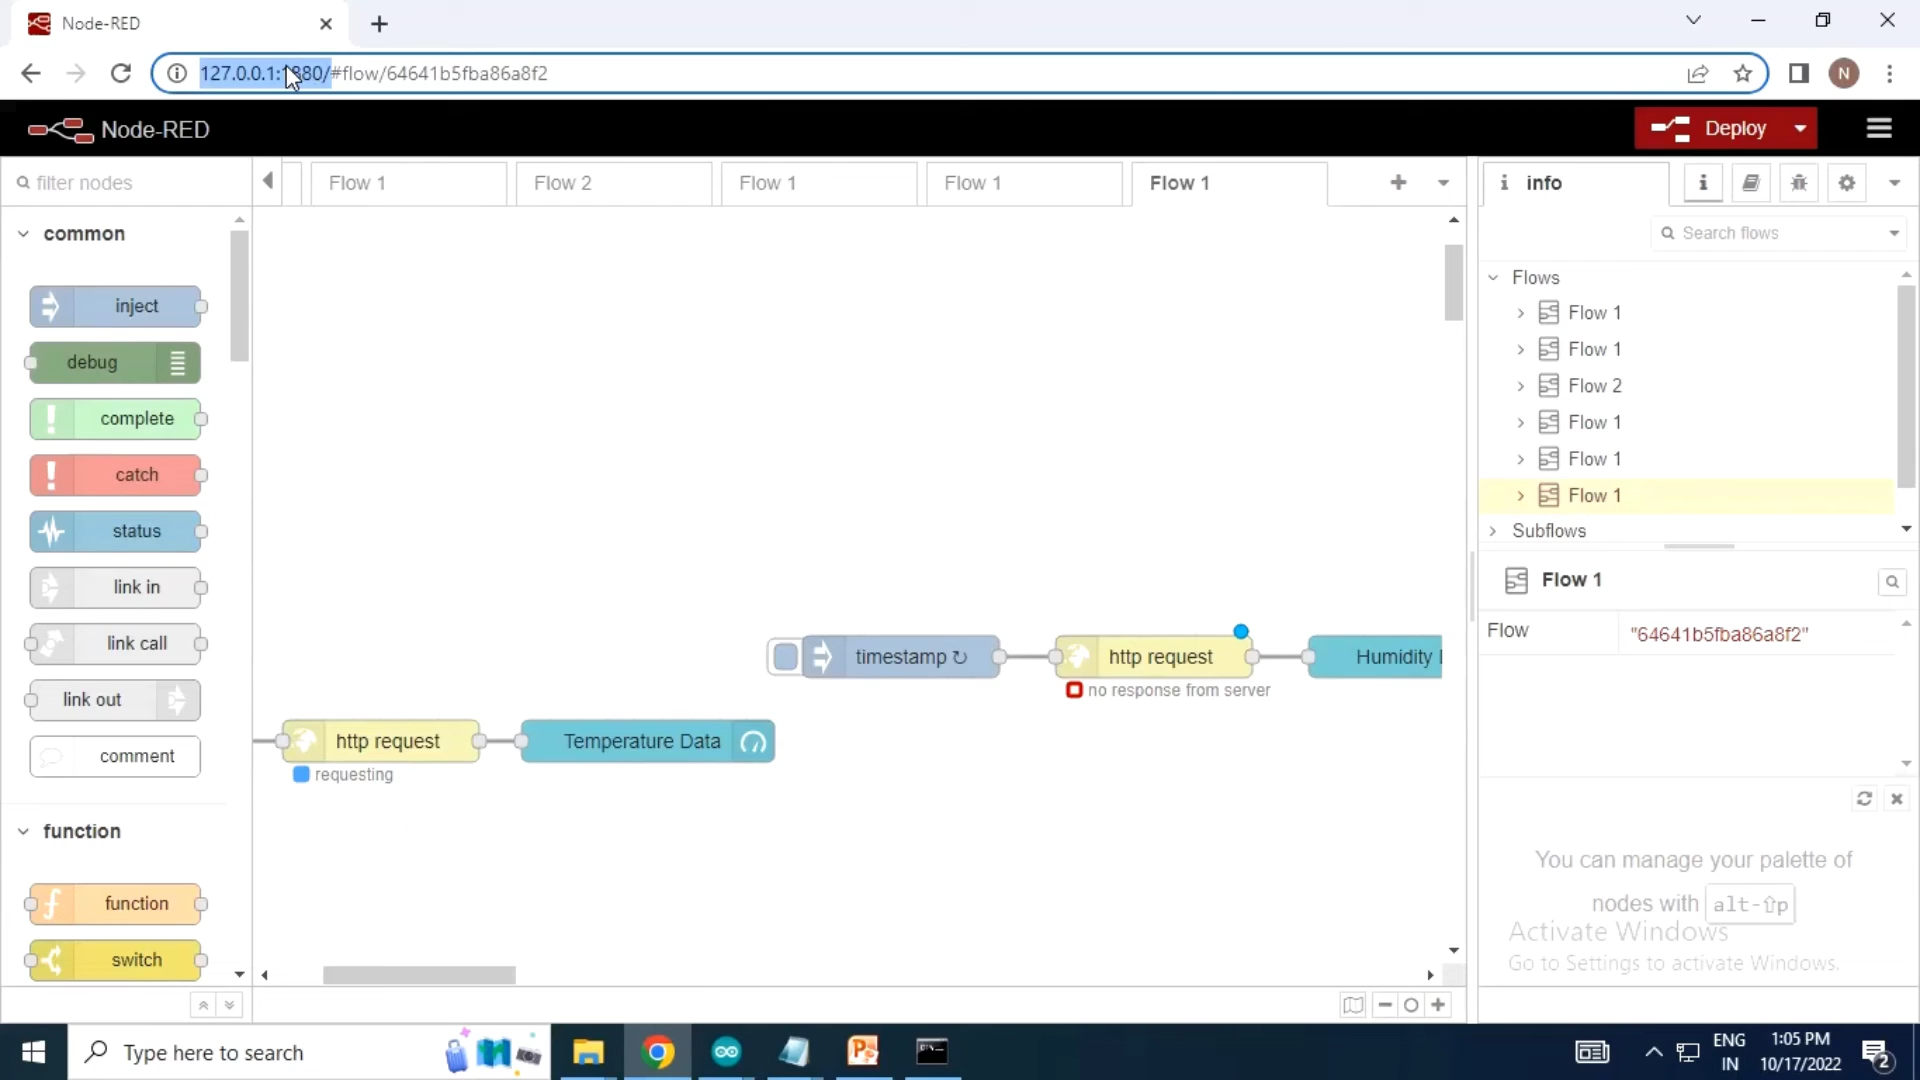 Node-RED
127.0.0.1:1880/#flow/64641b5fba86a8f2
N
Node-RED
Deploy
filter nodes
Flow 1
Flow 2
Flow 1
Flow 1
Flow 1
i info
i
Search flows
common
inject
debug
complete
catch
status
link in
link call
link out
comment
function
function
switch
timestamp ↻
http request
no response from server
Humidity
http request
requesting
Temperature Data
Flows
Flow 1
Flow 1
Flow 2
Flow 1
Flow 1
Flow 1
Subflows
Flow 1
Flow
"64641b5fba86a8f2"
You can manage your palette of
nodes with alt-⇧p
Activate Windows
Go to Settings to activate Windows.
Type here to search
ENG
IN
1:05 PM
10/17/2022
2